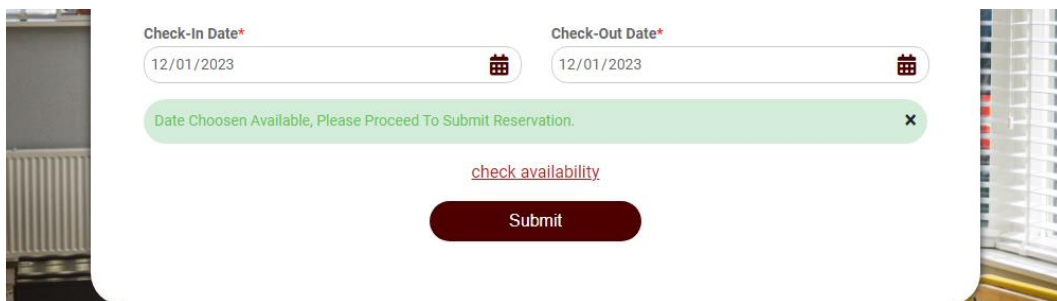 Check-In Date*
Check-Out Date*
12/01/2023
12/01/2023
Date Choosen Available, Please Proceed To Submit Reservation.
check availability
Submit